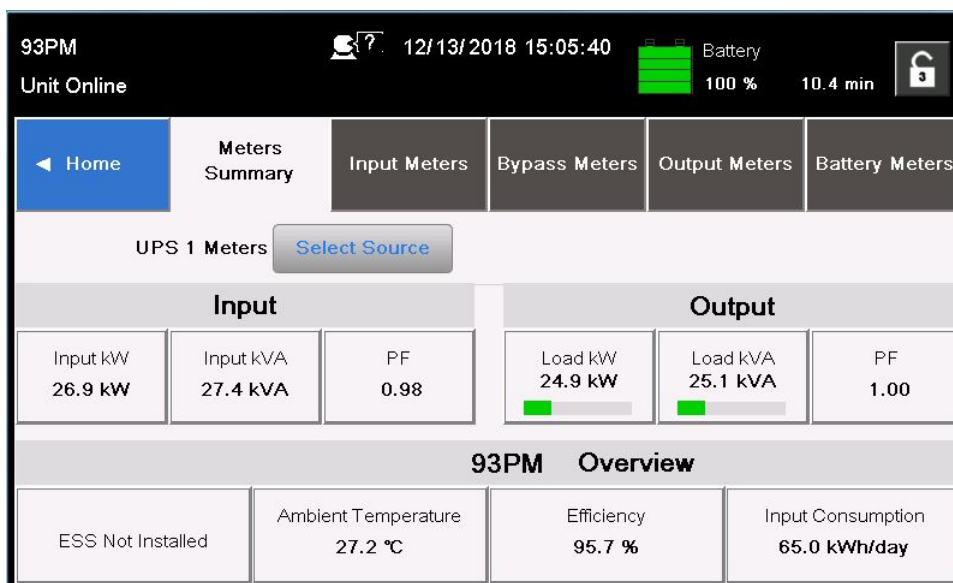 93PM
?
12/13/2018 15:05:40
Battery
Unit Online
100 %
10.4 min
3
◄ Home
Meters
Summary
Input Meters
Bypass Meters
Output Meters
Battery Meters
UPS 1 Meters
Select Source
Input
Output
Input kW
26.9 kW
Input kVA
27.4 kVA
PF
0.98
Load kW
24.9 kW
Load kVA
25.1 kVA
PF
1.00
93PM Overview
ESS Not Installed
Ambient Temperature
27.2 °C
Efficiency
95.7 %
Input Consumption
65.0 kWh/day